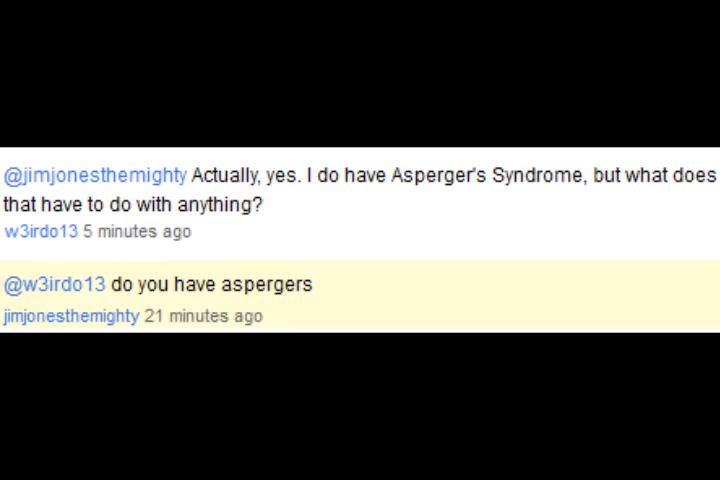 @jimjonesthemighty Actually, yes. I do have Asperger's Syndrome, but what does
that have to do with anything?
w3irdo13 5 minutes ago
@w3irdo13 do you have aspergers
jimjonesthemighty 21 minutes ago